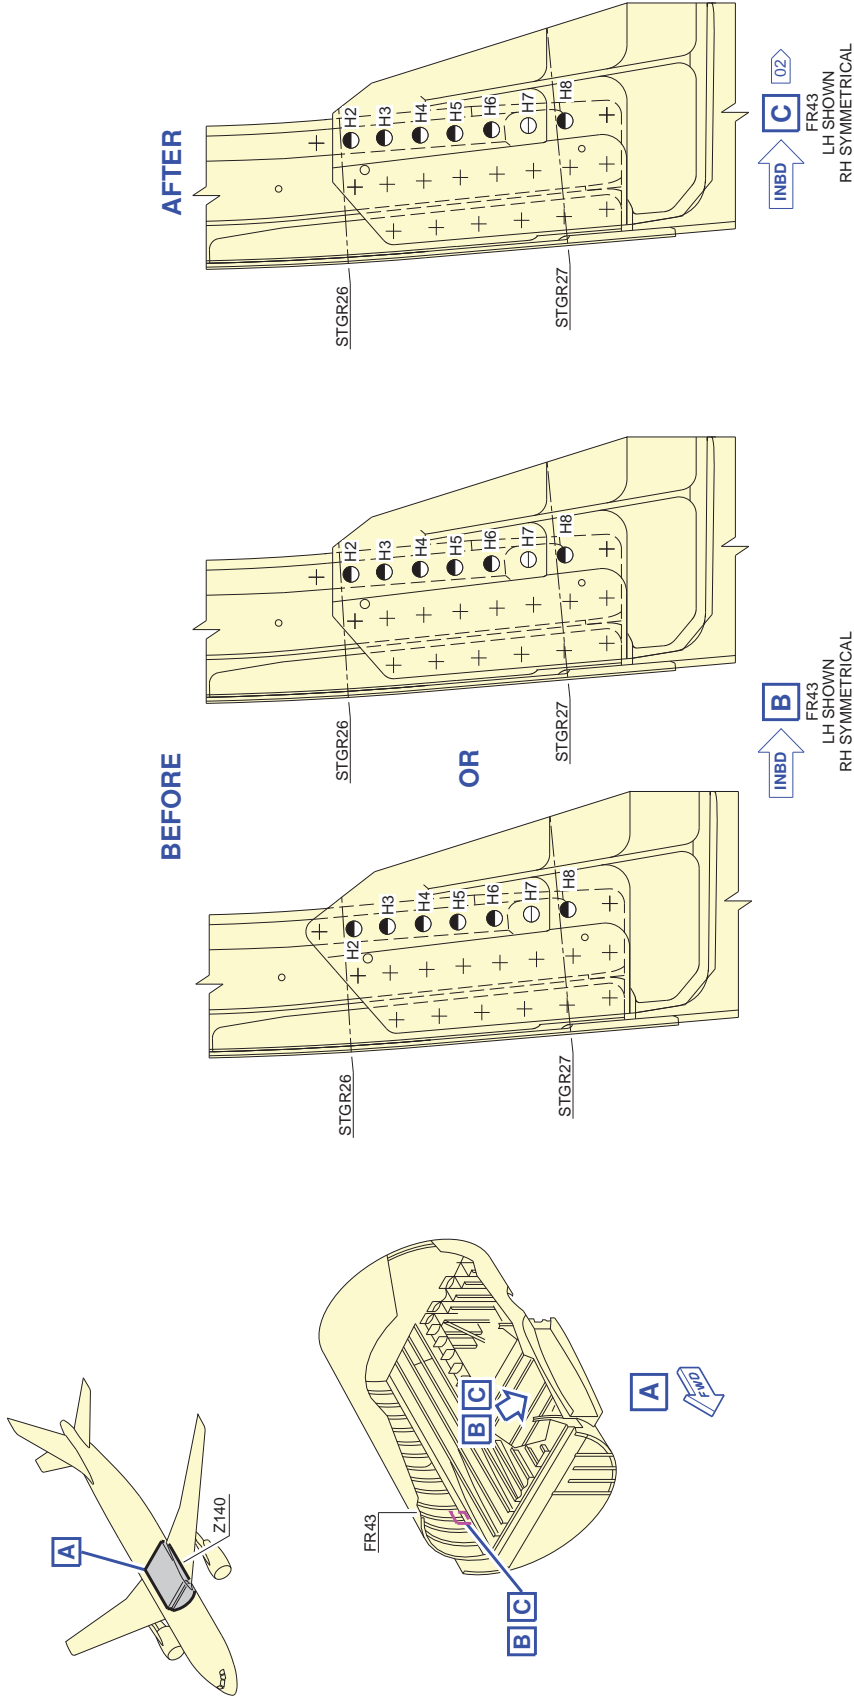 A
Z140
FR43
B C
B C
A
FWD
BEFORE
STGR26
STGR27
H2
H3
H4
H5
H6
H7
H8
OR
STGR26
STGR27
H2
H3
H4
H5
H6
H7
H8
INBD
B
FR43
LH SHOWN
RH SYMMETRICAL
AFTER
STGR26
STGR27
H2
H3
H4
H5
H6
H7
H8
INBD
C 02
FR43
LH SHOWN
RH SYMMETRICAL